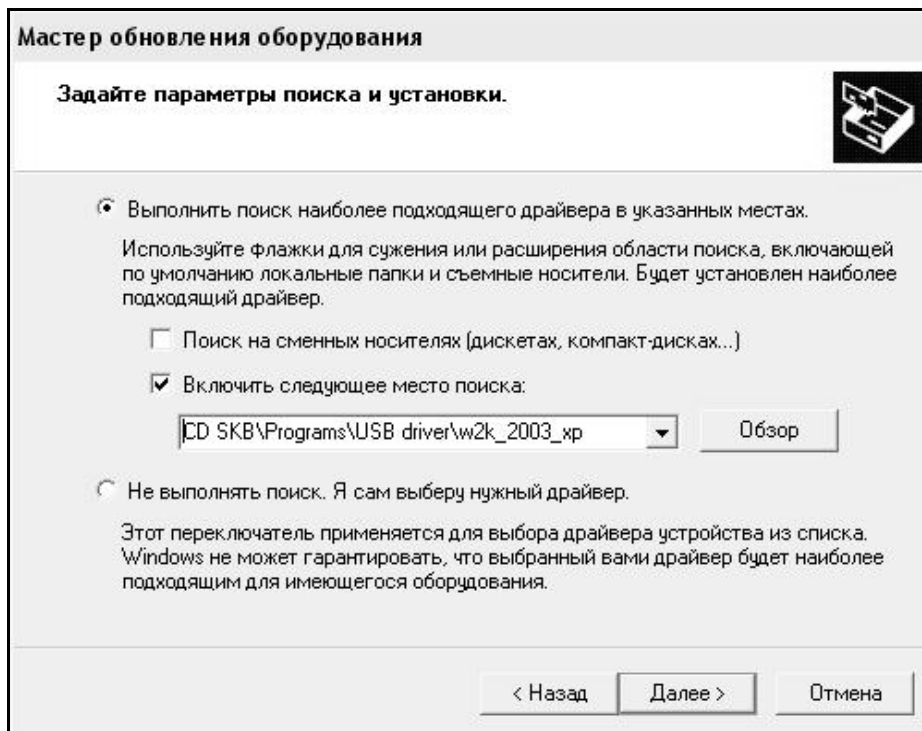 Мастер обновления оборудования
Задайте параметры поиска и установки.
Выполнить поиск наиболее подходящего драйвера в указанных местах.
Используйте флажки для сужения или расширения области поиска, включающей
по умолчанию локальные папки и съемные носители. Будет установлен наиболее
подходящий драйвер.
Поиск на сменных носителях (дискетах, компакт-дисках...)
Включить следующее место поиска:
CD SKB\Programs\USB driver\w2k_2003_xp
Обзор
Не выполнять поиск. Я сам выберу нужный драйвер.
Этот переключатель применяется для выбора драйвера устройства из списка.
Windows не может гарантировать, что выбранный вами драйвер будет наиболее
подходящим для имеющегося оборудования.
< Назад
Далее >
Отмена